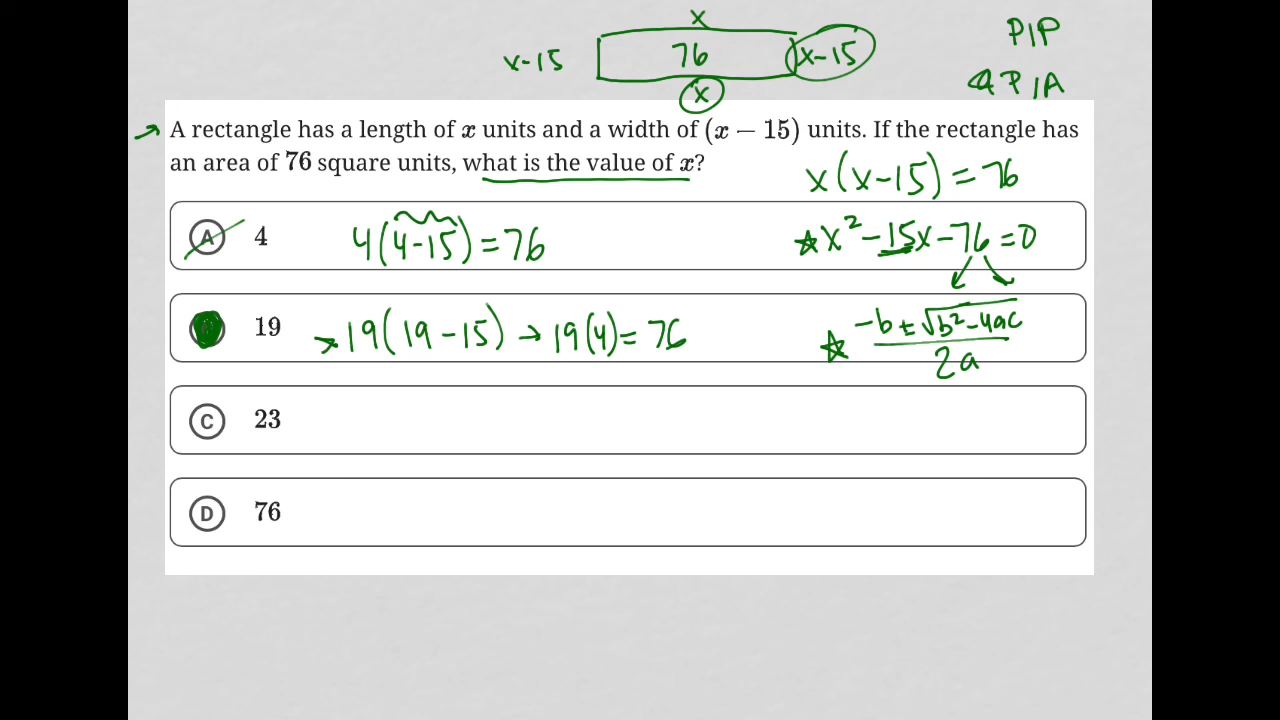 x
x-15
76
x-15
x
PIP
PIA
A rectangle has a length of x units and a width of (x − 15) units. If the rectangle has
an area of 76 square units, what is the value of x?
x(x-15)=76
A
4
4(4-15)=76
x²-15x-76=0
19
19(19-15) → 19(4)=76
-b±√b²-4ac
2a
C
23
D
76